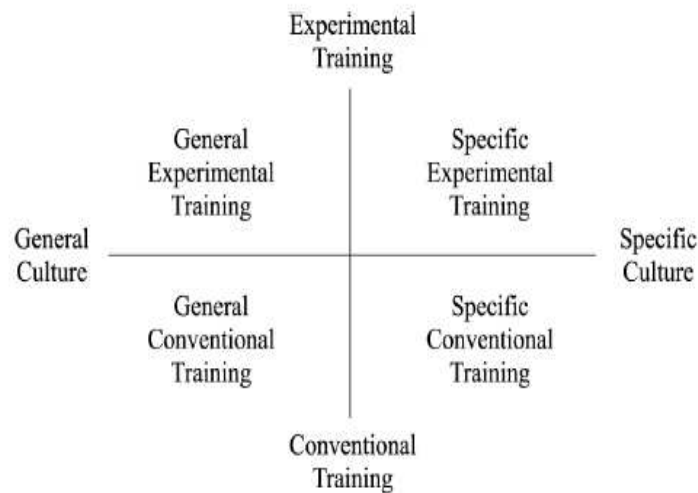 Experimental
Training
General
Experimental
Training
Specific
Experimental
Training
General
Culture
Specific
Culture
General
Conventional
Training
Specific
Conventional
Training
Conventional
Training